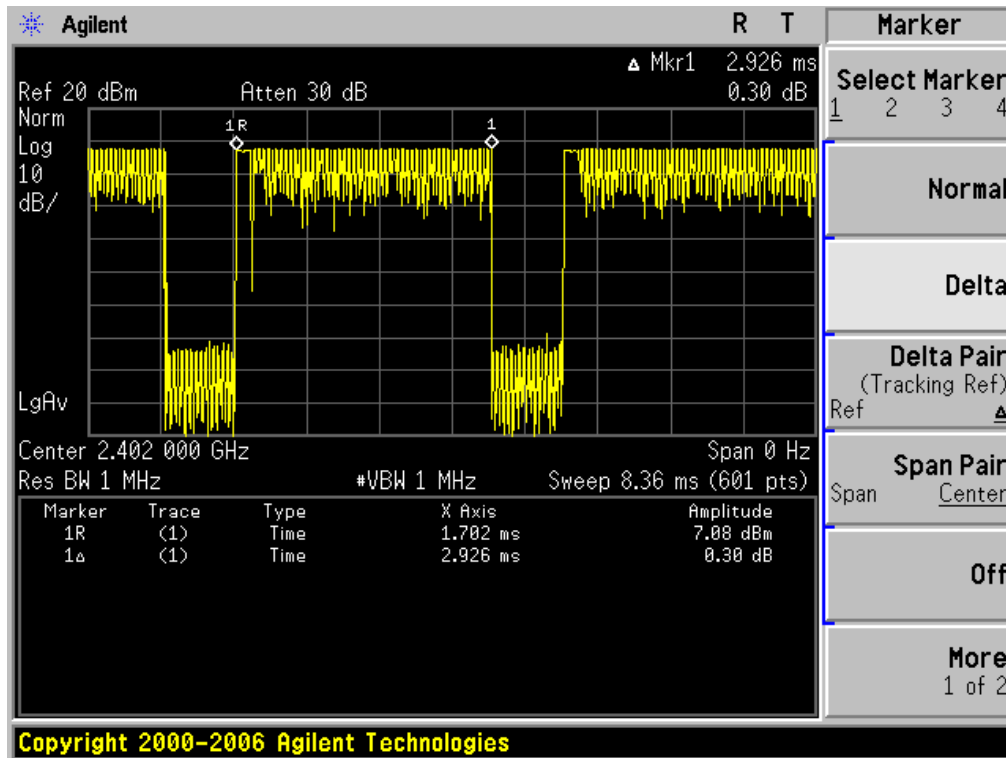 Agilent R T Marker
Δ Mkr1 2.926 ms
Ref 20 dBm Atten 30 dB 0.30 dB
Norm
Log
10
dB/
1R 1
LgAv
Center 2.402 000 GHz Span 0 Hz
Res BW 1 MHz #VBW 1 MHz Sweep 8.36 ms (601 pts)
Marker Trace Type X Axis Amplitude
1R (1) Time 1.702 ms 7.08 dBm
1Δ (1) Time 2.926 ms 0.30 dB
Select Marker
1 2 3 4
Normal
Delta
Delta Pair
(Tracking Ref)
Ref Δ
Span Pair
Span Center
Off
More
1 of 2
Copyright 2000-2006 Agilent Technologies